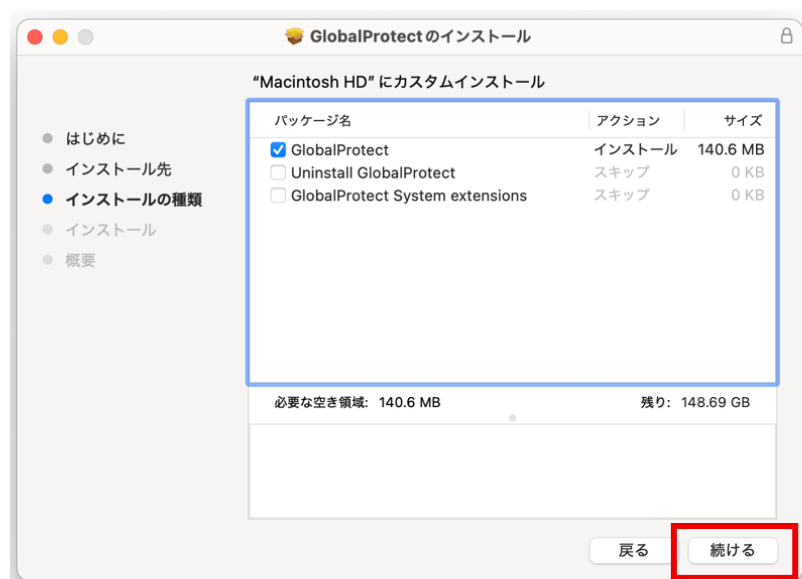 GlobalProtectのインストール
“Macintosh HD” にカスタムインストール
はじめに
インストール先
インストールの種類
インストール
概要
パッケージ名 アクション サイズ
GlobalProtect インストール 140.6 MB
Uninstall GlobalProtect スキップ 0 KB
GlobalProtect System extensions スキップ 0 KB
必要な空き領域: 140.6 MB 残り: 148.69 GB
戻る 続ける